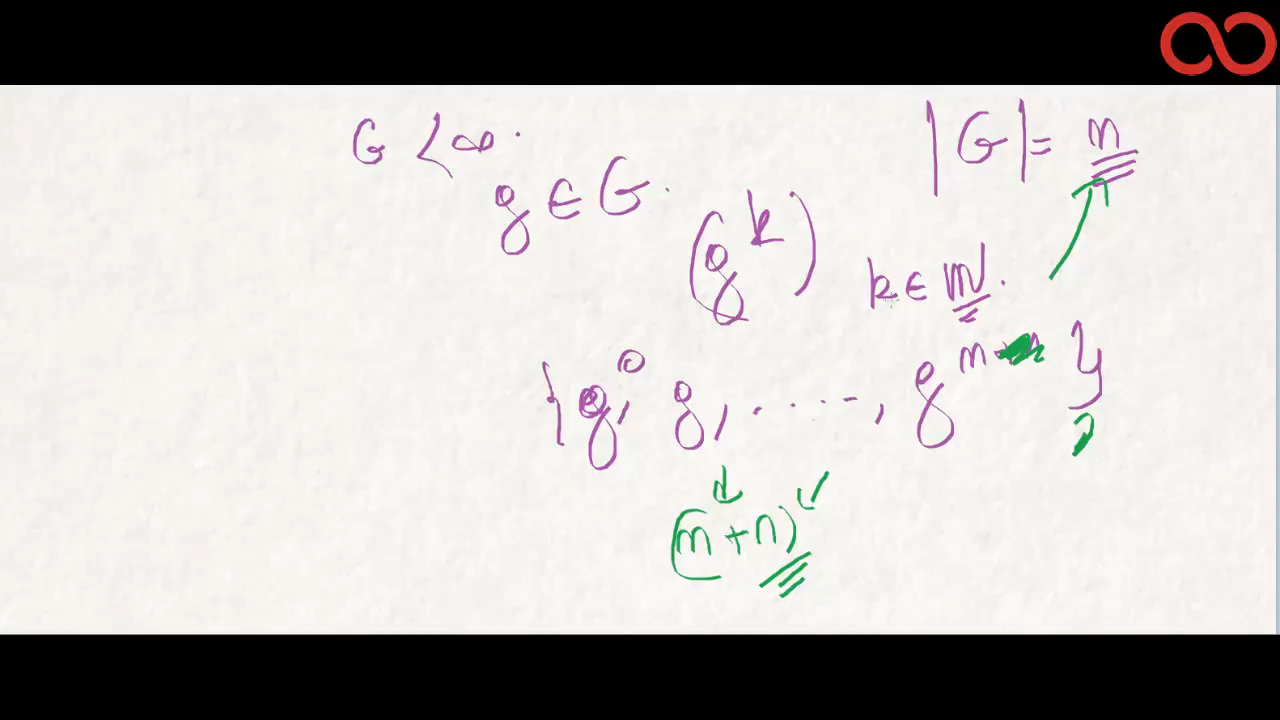 G < ∞.
|G| = n
g ∈ G.
(g^k)
k ∈ ℕ.
{g^0, g, ....., g^m }
(m+n)